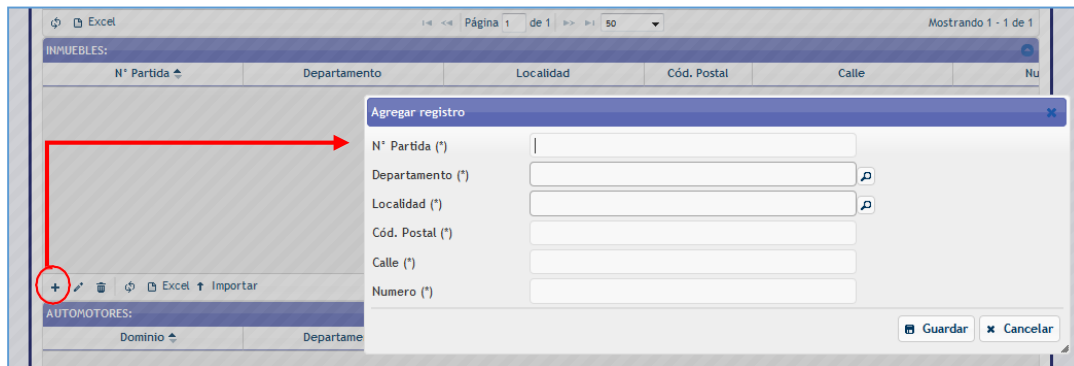 Excel Página 1 de 1 50 Mostrando 1 - 1 de 1
INMUEBLES:
N° Partida Departamento Localidad Cód. Postal Calle Nu
Agregar registro
N° Partida (*)
Departamento (*)
Localidad (*)
Cód. Postal (*)
Calle (*)
Numero (*)
Excel Importar
AUTOMOTORES:
Guardar Cancelar
Dominio Departame